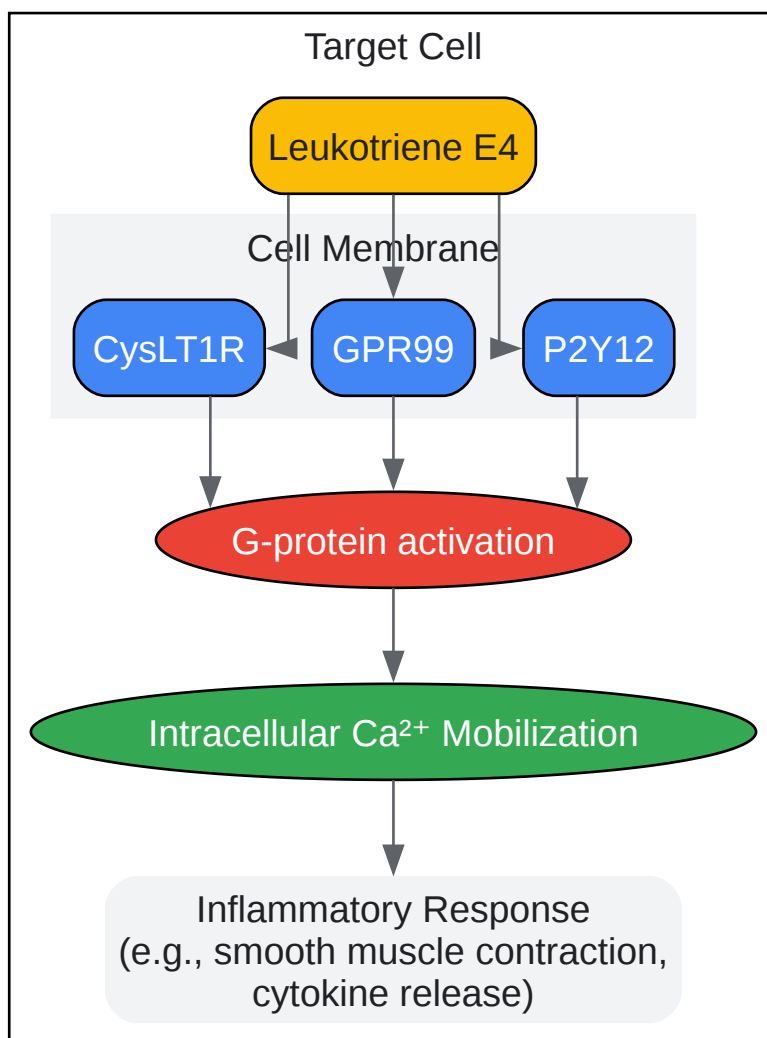 Target Cell
Leukotriene E4
Cell Membrane
CysLT1R
GPR99
P2Y12
G-protein activation
Intracellular Ca²⁺ Mobilization
Inflammatory Response
(e.g., smooth muscle contraction,
cytokine release)